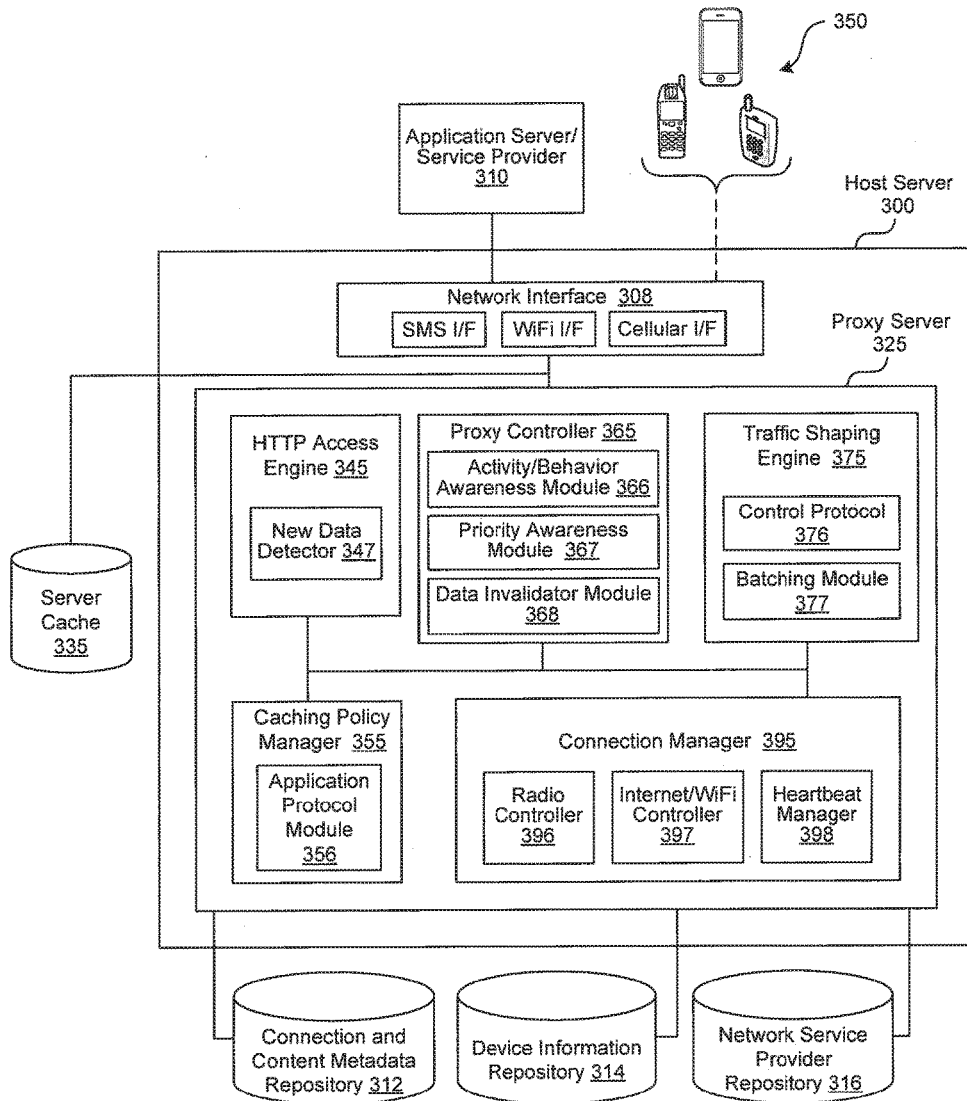 350
Application Server/
Service Provider
310
Host Server
300
Network Interface 308
SMS I/F
WiFi I/F
Cellular I/F
Proxy Server
325
HTTP Access
Engine 345
New Data
Detector 347
Proxy Controller 365
Activity/Behavior
Awareness Module 366
Priority Awareness
Module 367
Data Invalidator Module
368
Traffic Shaping
Engine 375
Control Protocol
376
Batching Module
377
Server
Cache
335
Caching Policy
Manager 355
Application
Protocol
Module
356
Connection Manager 395
Radio
Controller
396
Internet/WiFi
Controller
397
Heartbeat
Manager
398
Connection and
Content Metadata
Repository 312
Device Information
Repository 314
Network Service
Provider
Repository 316